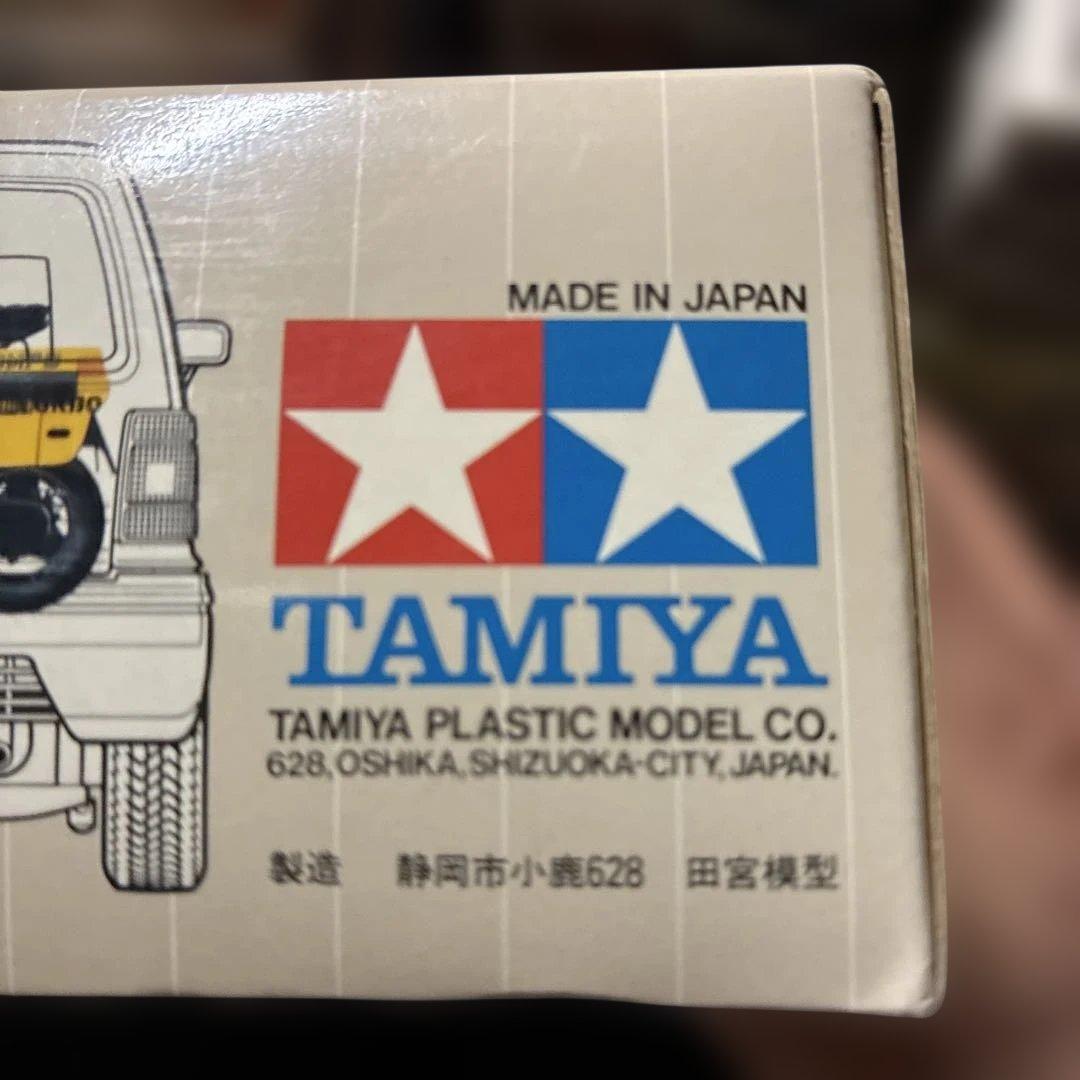 MADE IN JAPAN
TAMIYA
TAMIYA PLASTIC MODEL CO.
628, OSHIKA, SHIZUOKA-CITY, JAPAN.
製造 静岡市小鹿628 田宮模型